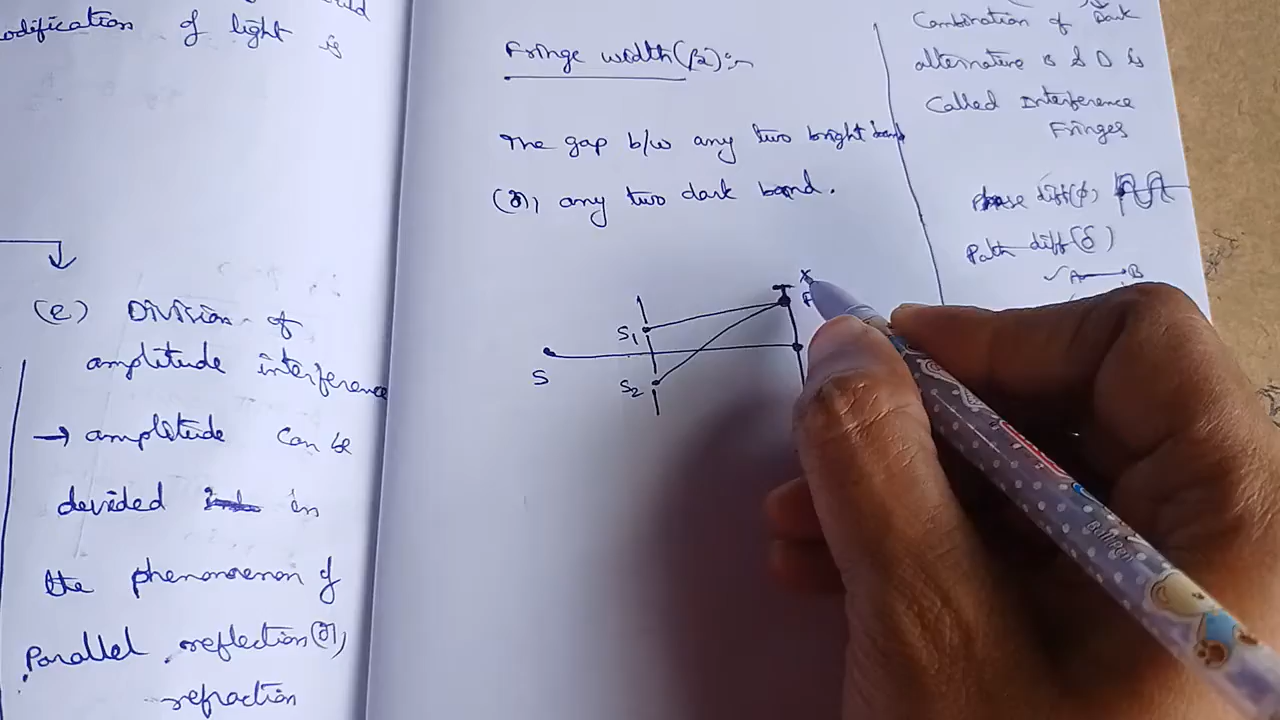 odification of light is
(e) Division of
amplitude interference
→ amplitude can be
devided in
the phenomenon of
Parallel reflection (or)
refraction
Fringe width (β) :-
The gap b/w any two bright band
(or) any two dark band.
S
S1
S2
x
P
Combination of Dark
alternative B & D is
Called Interference
Fringes
Phase diff(φ)
Path diff(δ)
A → B
Ball Pen